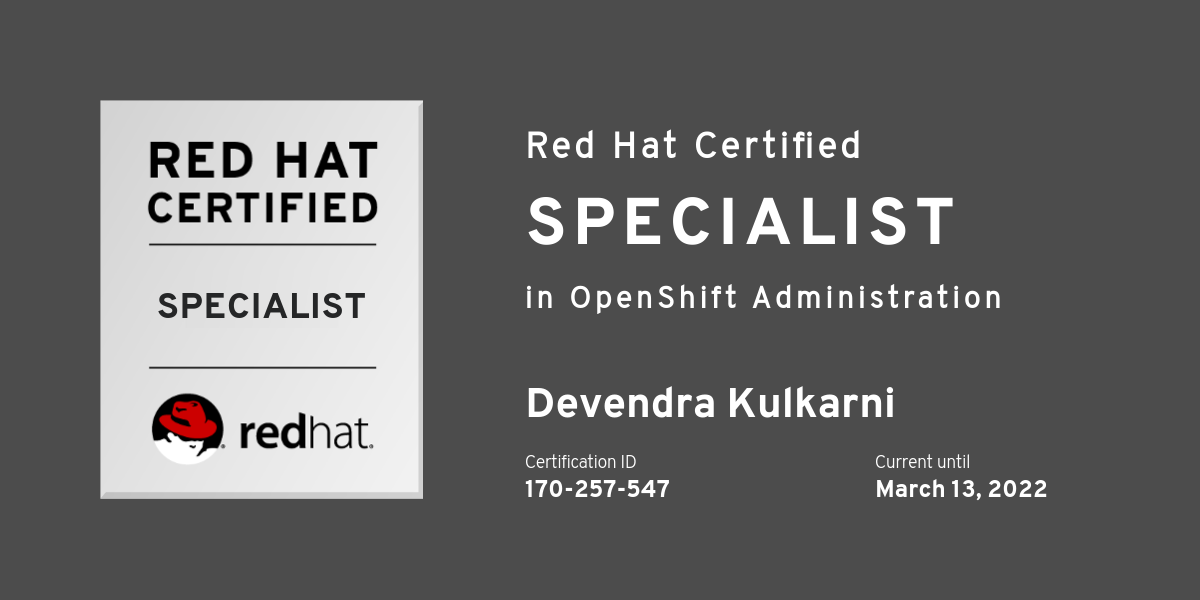 RED HAT
CERTIFIED
SPECIALIST
redhat.
Red Hat Certified
SPECIALIST
in OpenShift Administration
Devendra Kulkarni
Certification ID
170-257-547
Current until
March 13, 2022